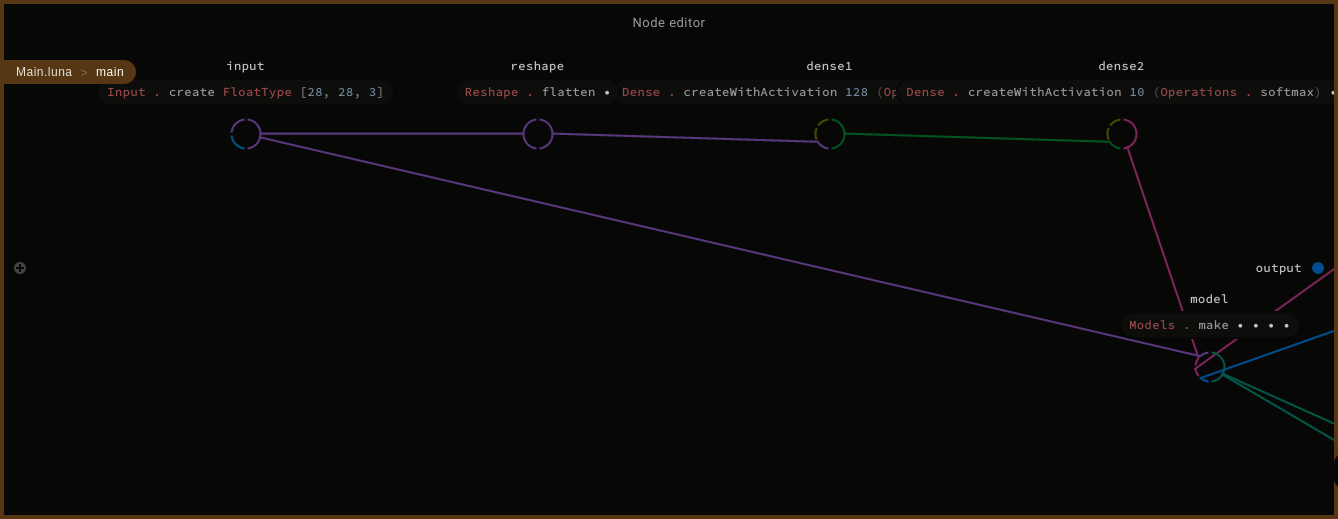 Node editor
Main.luna > main
input
reshape
dense1
dense2
Input . create FloatType [28, 28, 3]
Reshape . flatten •
Dense . createWithActivation 128 (Op
Dense . createWithActivation 10 (Operations . softmax) •
output
model
Models . make • • • •